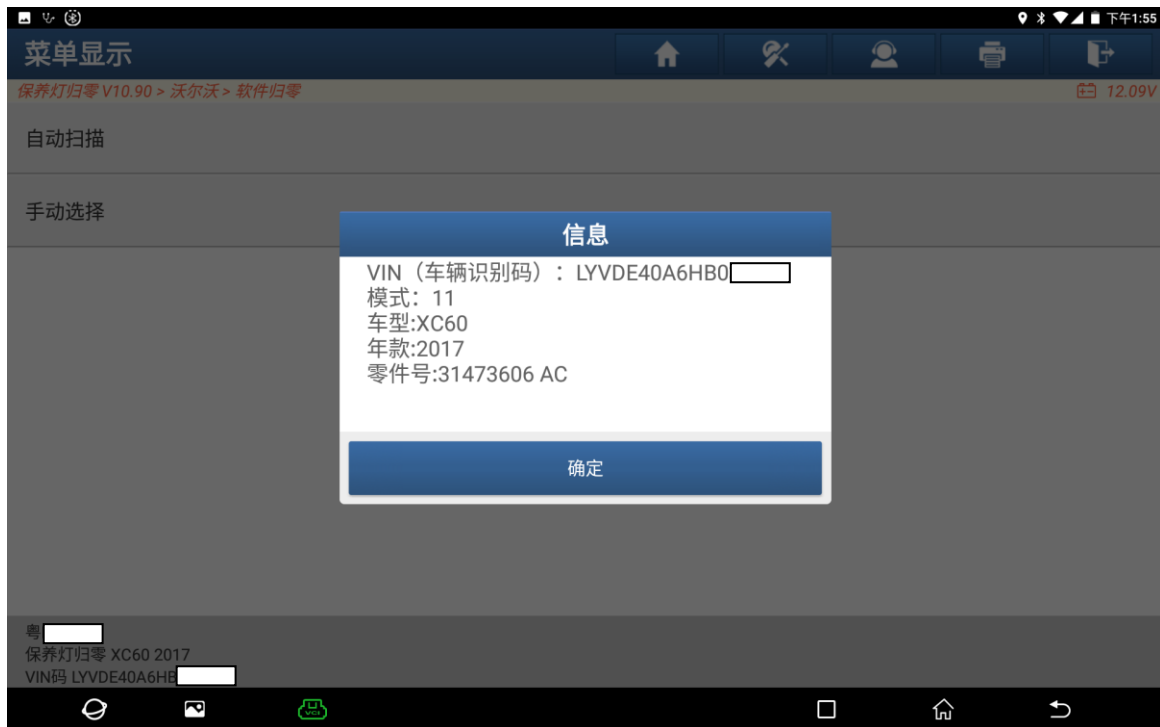 下午1:55
菜单显示
保养灯归零 V10.90 > 沃尔沃 > 软件归零
12.09V
自动扫描
手动选择
信息
VIN（车辆识别码）：LYVDE40A6HB0
模式：11
车型:XC60
年款:2017
零件号:31473606 AC
确定
粤
保养灯归零 XC60 2017
VIN码 LYVDE40A6HB
VCI